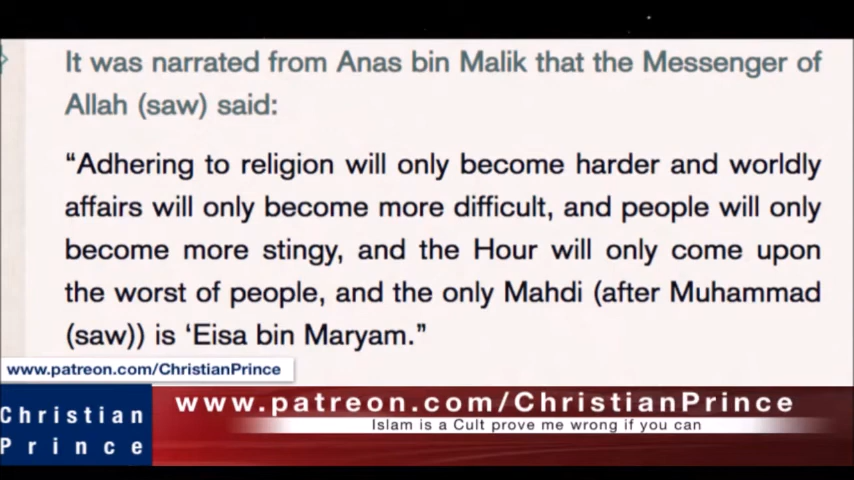 It was narrated from Anas bin Malik that the Messenger of
Allah (saw) said:
“Adhering to religion will only become harder and worldly
affairs will only become more difficult, and people will only
become more stingy, and the Hour will only come upon
the worst of people, and the only Mahdi (after Muhammad
(saw)) is ‘Eisa bin Maryam.”
www.patreon.com/ChristianPrince
www.patreon.com/ChristianPrince
Islam is a Cult prove me wrong if you can
Christian
Prince